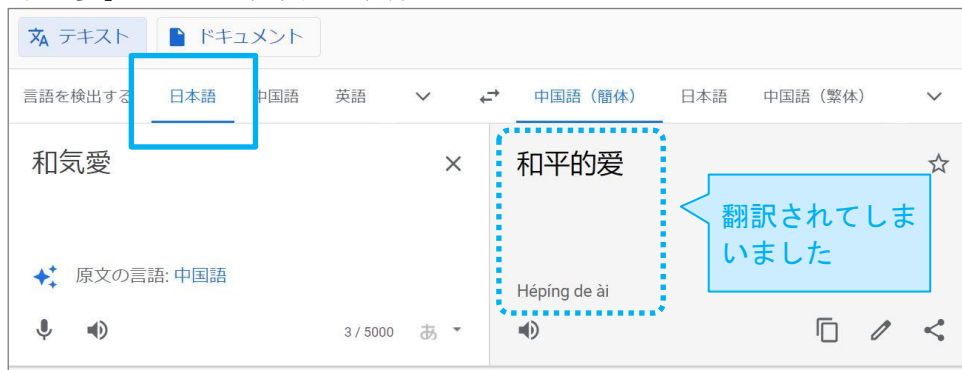 テキスト ドキュメント
言語を検出する 日本語 中国語 英語 中国語（簡体） 日本語 中国語（繁体）
和気愛
和平的爱
翻訳されてしま
いました
原文の言語: 中国語
Hépíng de ài
3 / 5000 あ